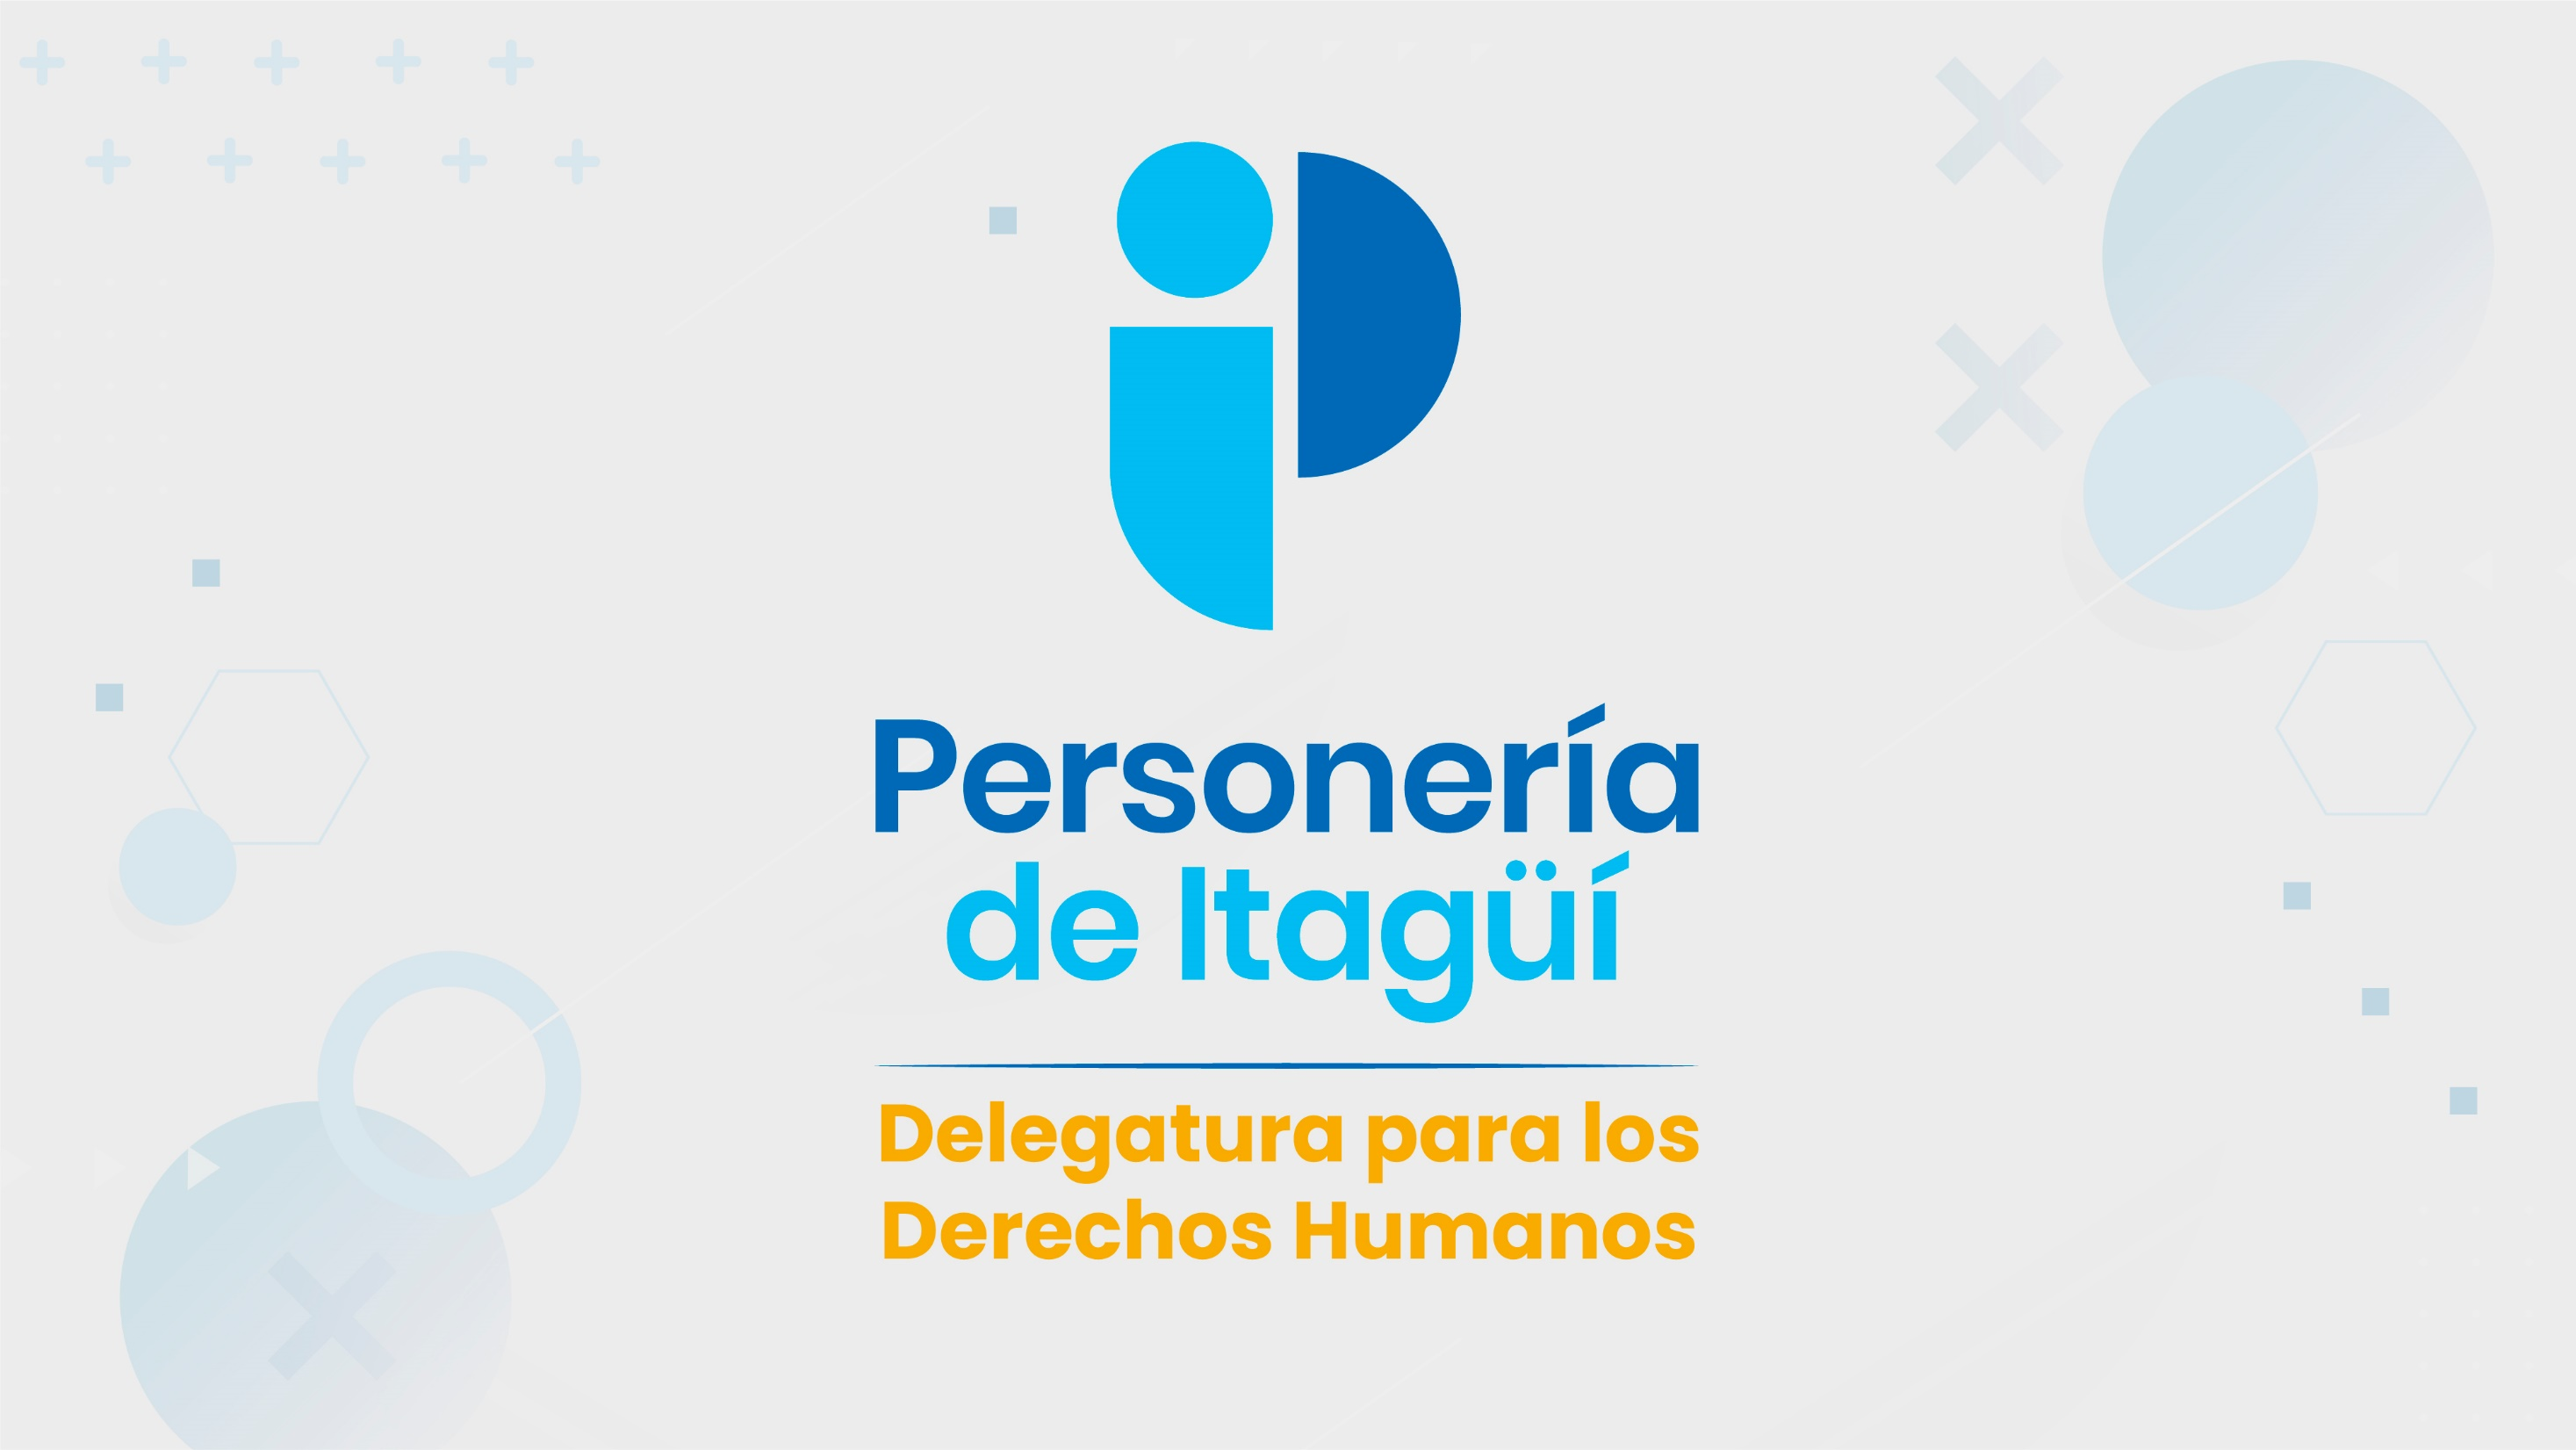 Personería
de Itagüí
Delegatura para los
Derechos Humanos